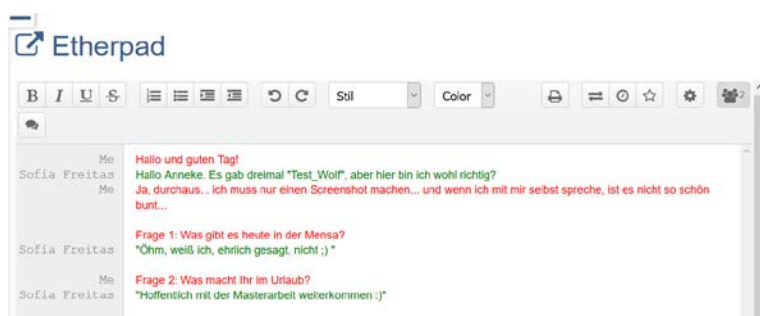 Etherpad
B I U S Stil Color 2
Me Hallo und guten Tag!
Sofia Freitas Hallo Anneke. Es gab dreimal "Test_Wolf", aber hier bin ich wohl richtig?
Me Ja, durchaus... ich muss nur einen Screenshot machen... und wenn ich mit mir selbst spreche, ist es nicht so schön
bunt...
Frage 1: Was gibt es heute in der Mensa?
Sofia Freitas "Öhm, weiß ich, ehrlich gesagt, nicht ;) "
Me Frage 2: Was macht Ihr im Urlaub?
Sofia Freitas "Hoffentlich mit der Masterarbeit weiterkommen :)"